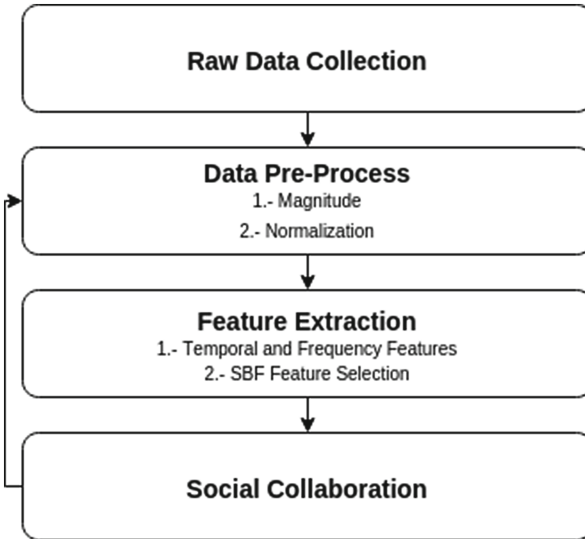 Raw Data Collection
Data Pre-Process
1.- Magnitude
2.- Normalization
Feature Extraction
1.- Temporal and Frequency Features
2.- SBF Feature Selection
Social Collaboration